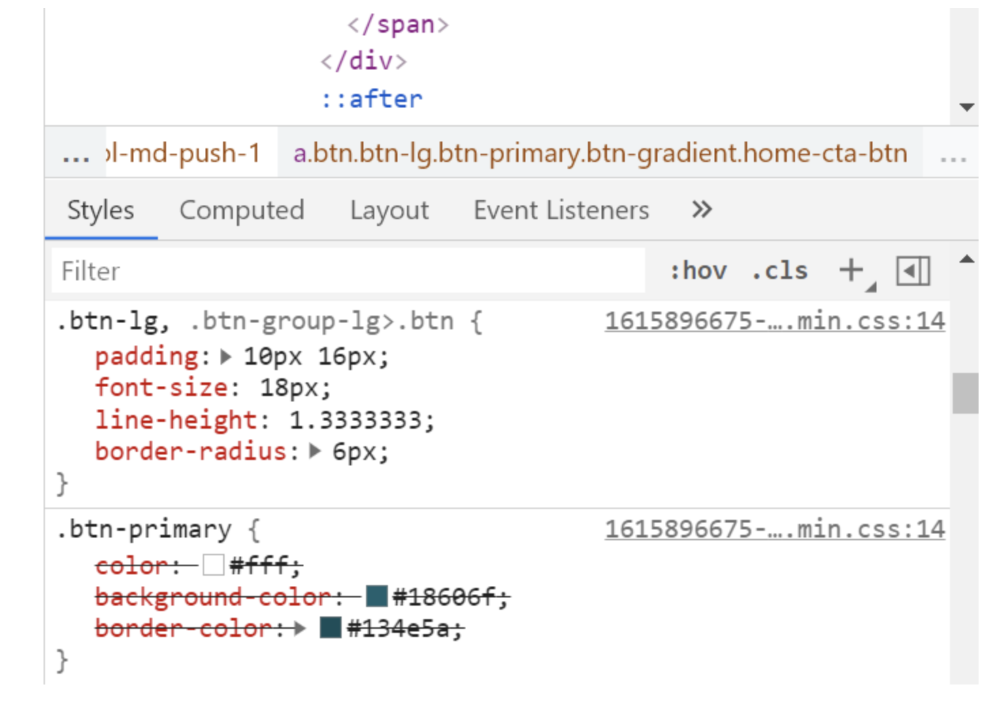 </span>
</div>
::after
... ol-md-push-1 a.btn.btn-lg.btn-primary.btn-gradient.home-cta-btn ...
Styles Computed Layout Event Listeners »
Filter :hov .cls +
.btn-lg, .btn-group-lg>.btn { 1615896675-….min.css:14
padding: 10px 16px;
font-size: 18px;
line-height: 1.3333333;
border-radius: 6px;
}
.btn-primary { 1615896675-….min.css:14
color: #fff;
background-color: #18606f;
border-color: #134e5a;
}